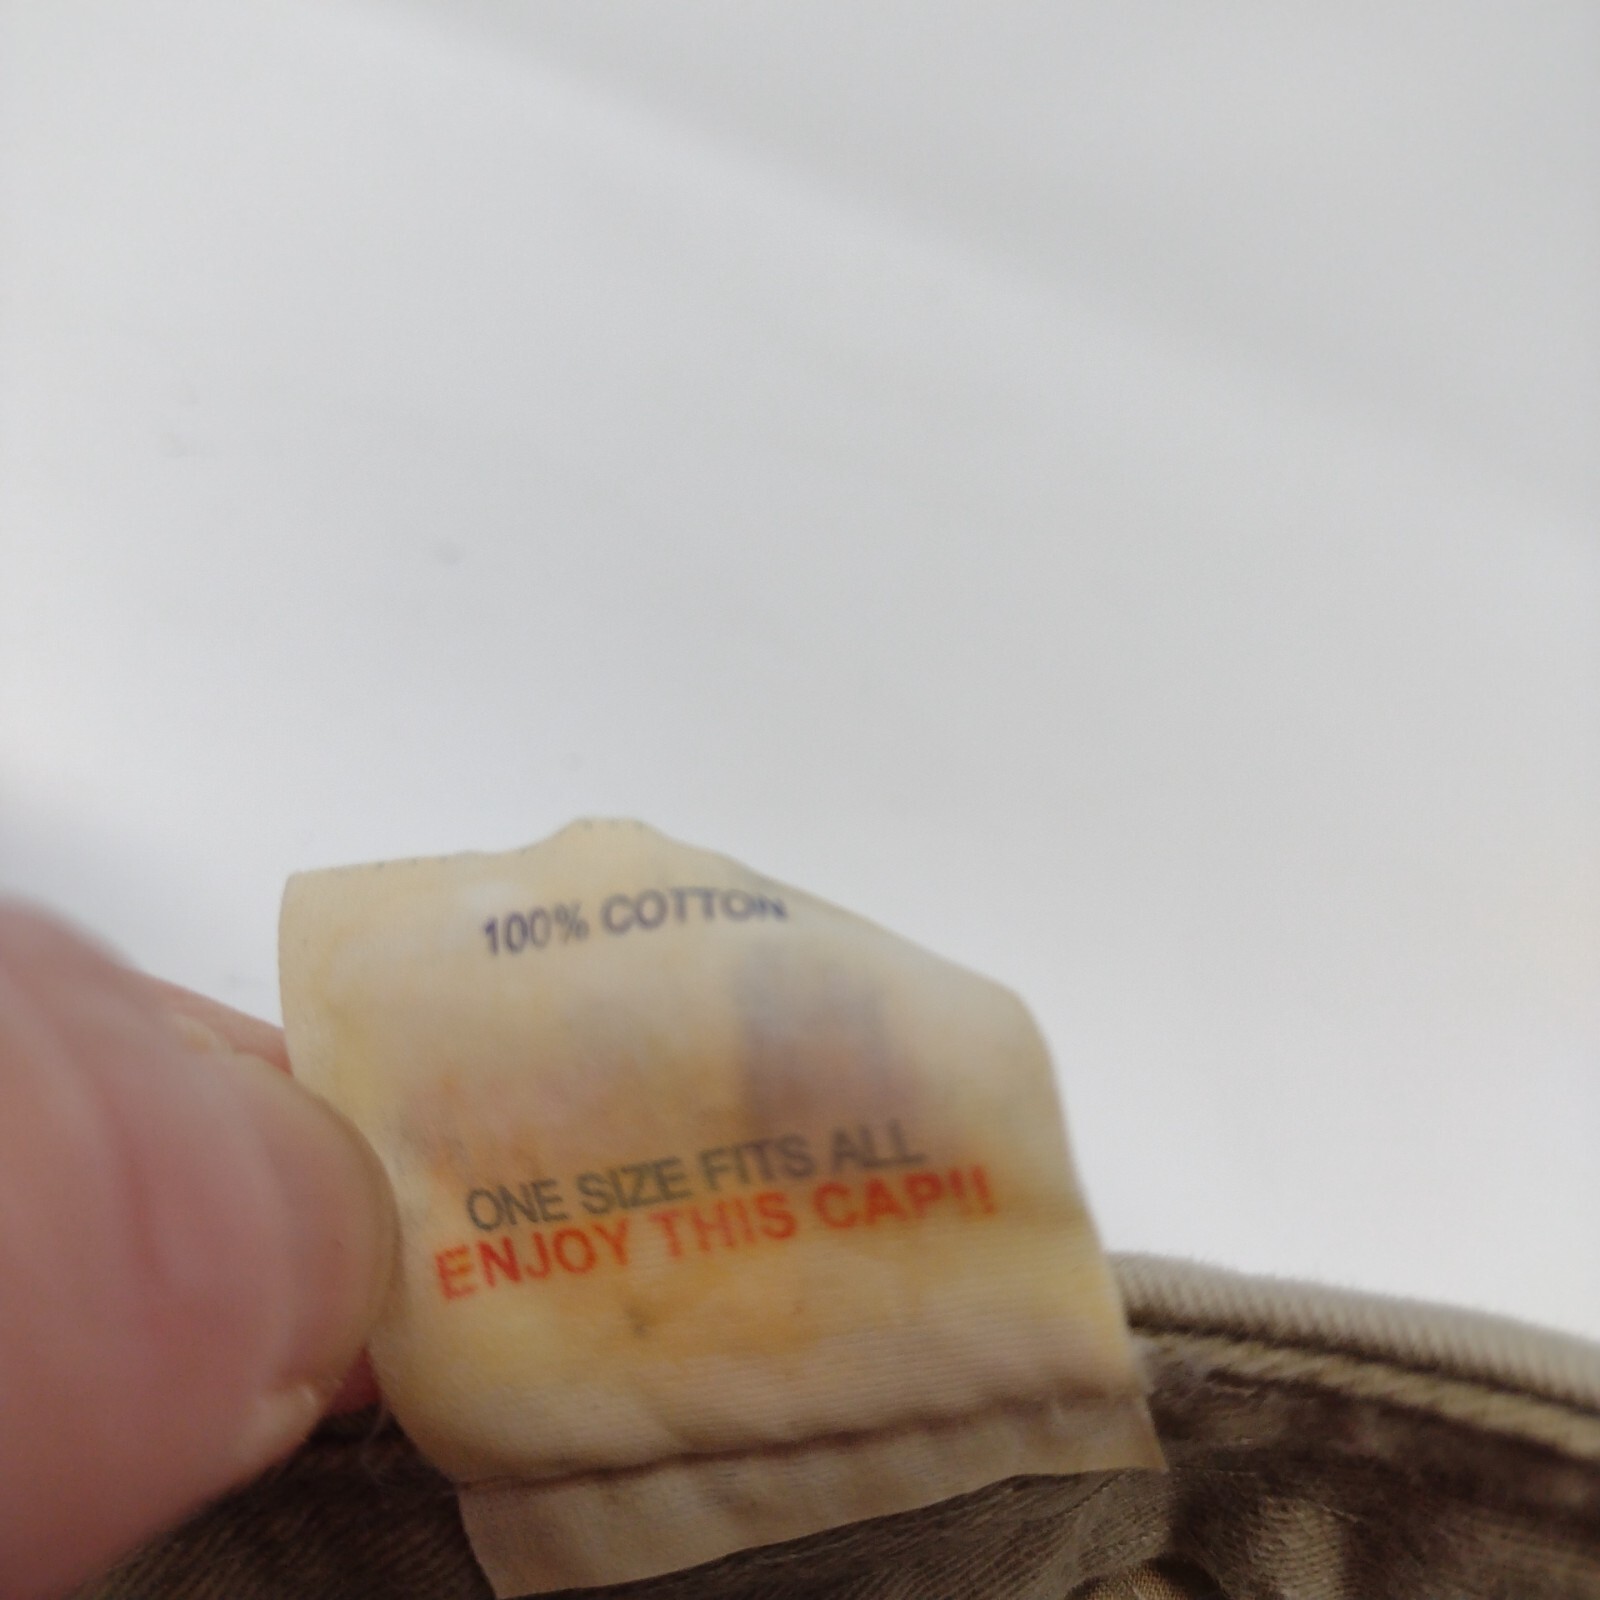 100% COTTON
ONE SIZE FITS ALL
ENJOY THIS CAP!!